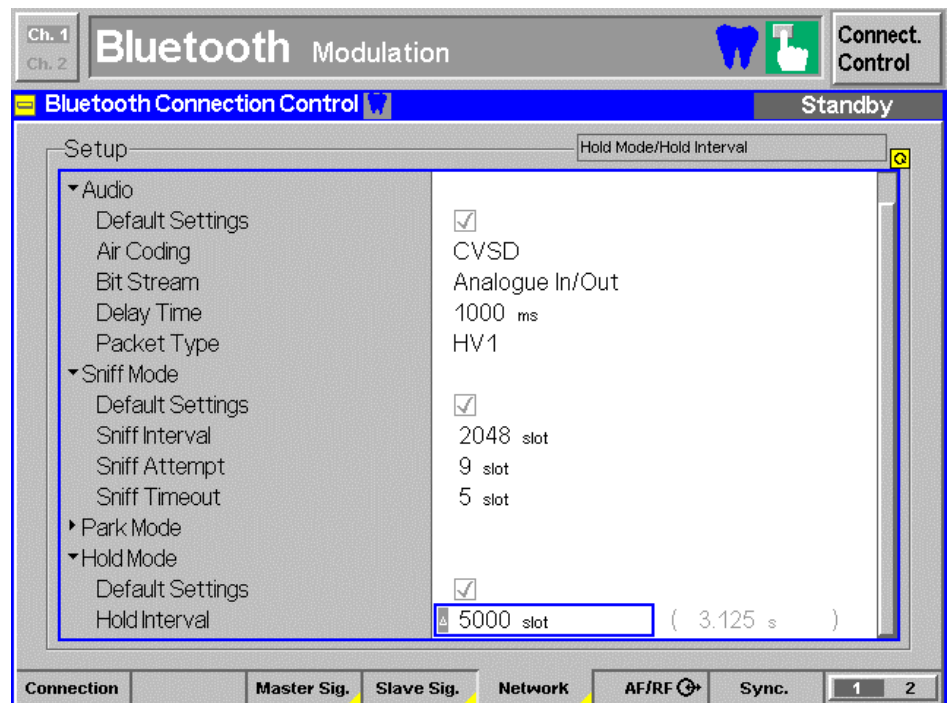 Ch. 1
Ch. 2
Bluetooth Modulation
Connect.
Control
Bluetooth Connection Control
Standby
Setup
Hold Mode/Hold Interval
Audio
Default Settings
Air Coding CVSD
Bit Stream Analogue In/Out
Delay Time 1000 ms
Packet Type HV1
Sniff Mode
Default Settings
Sniff Interval 2048 slot
Sniff Attempt 9 slot
Sniff Timeout 5 slot
Park Mode
Hold Mode
Default Settings
Hold Interval 5000 slot ( 3.125 s )
Connection Master Sig. Slave Sig. Network AF/RF Sync. 1 2